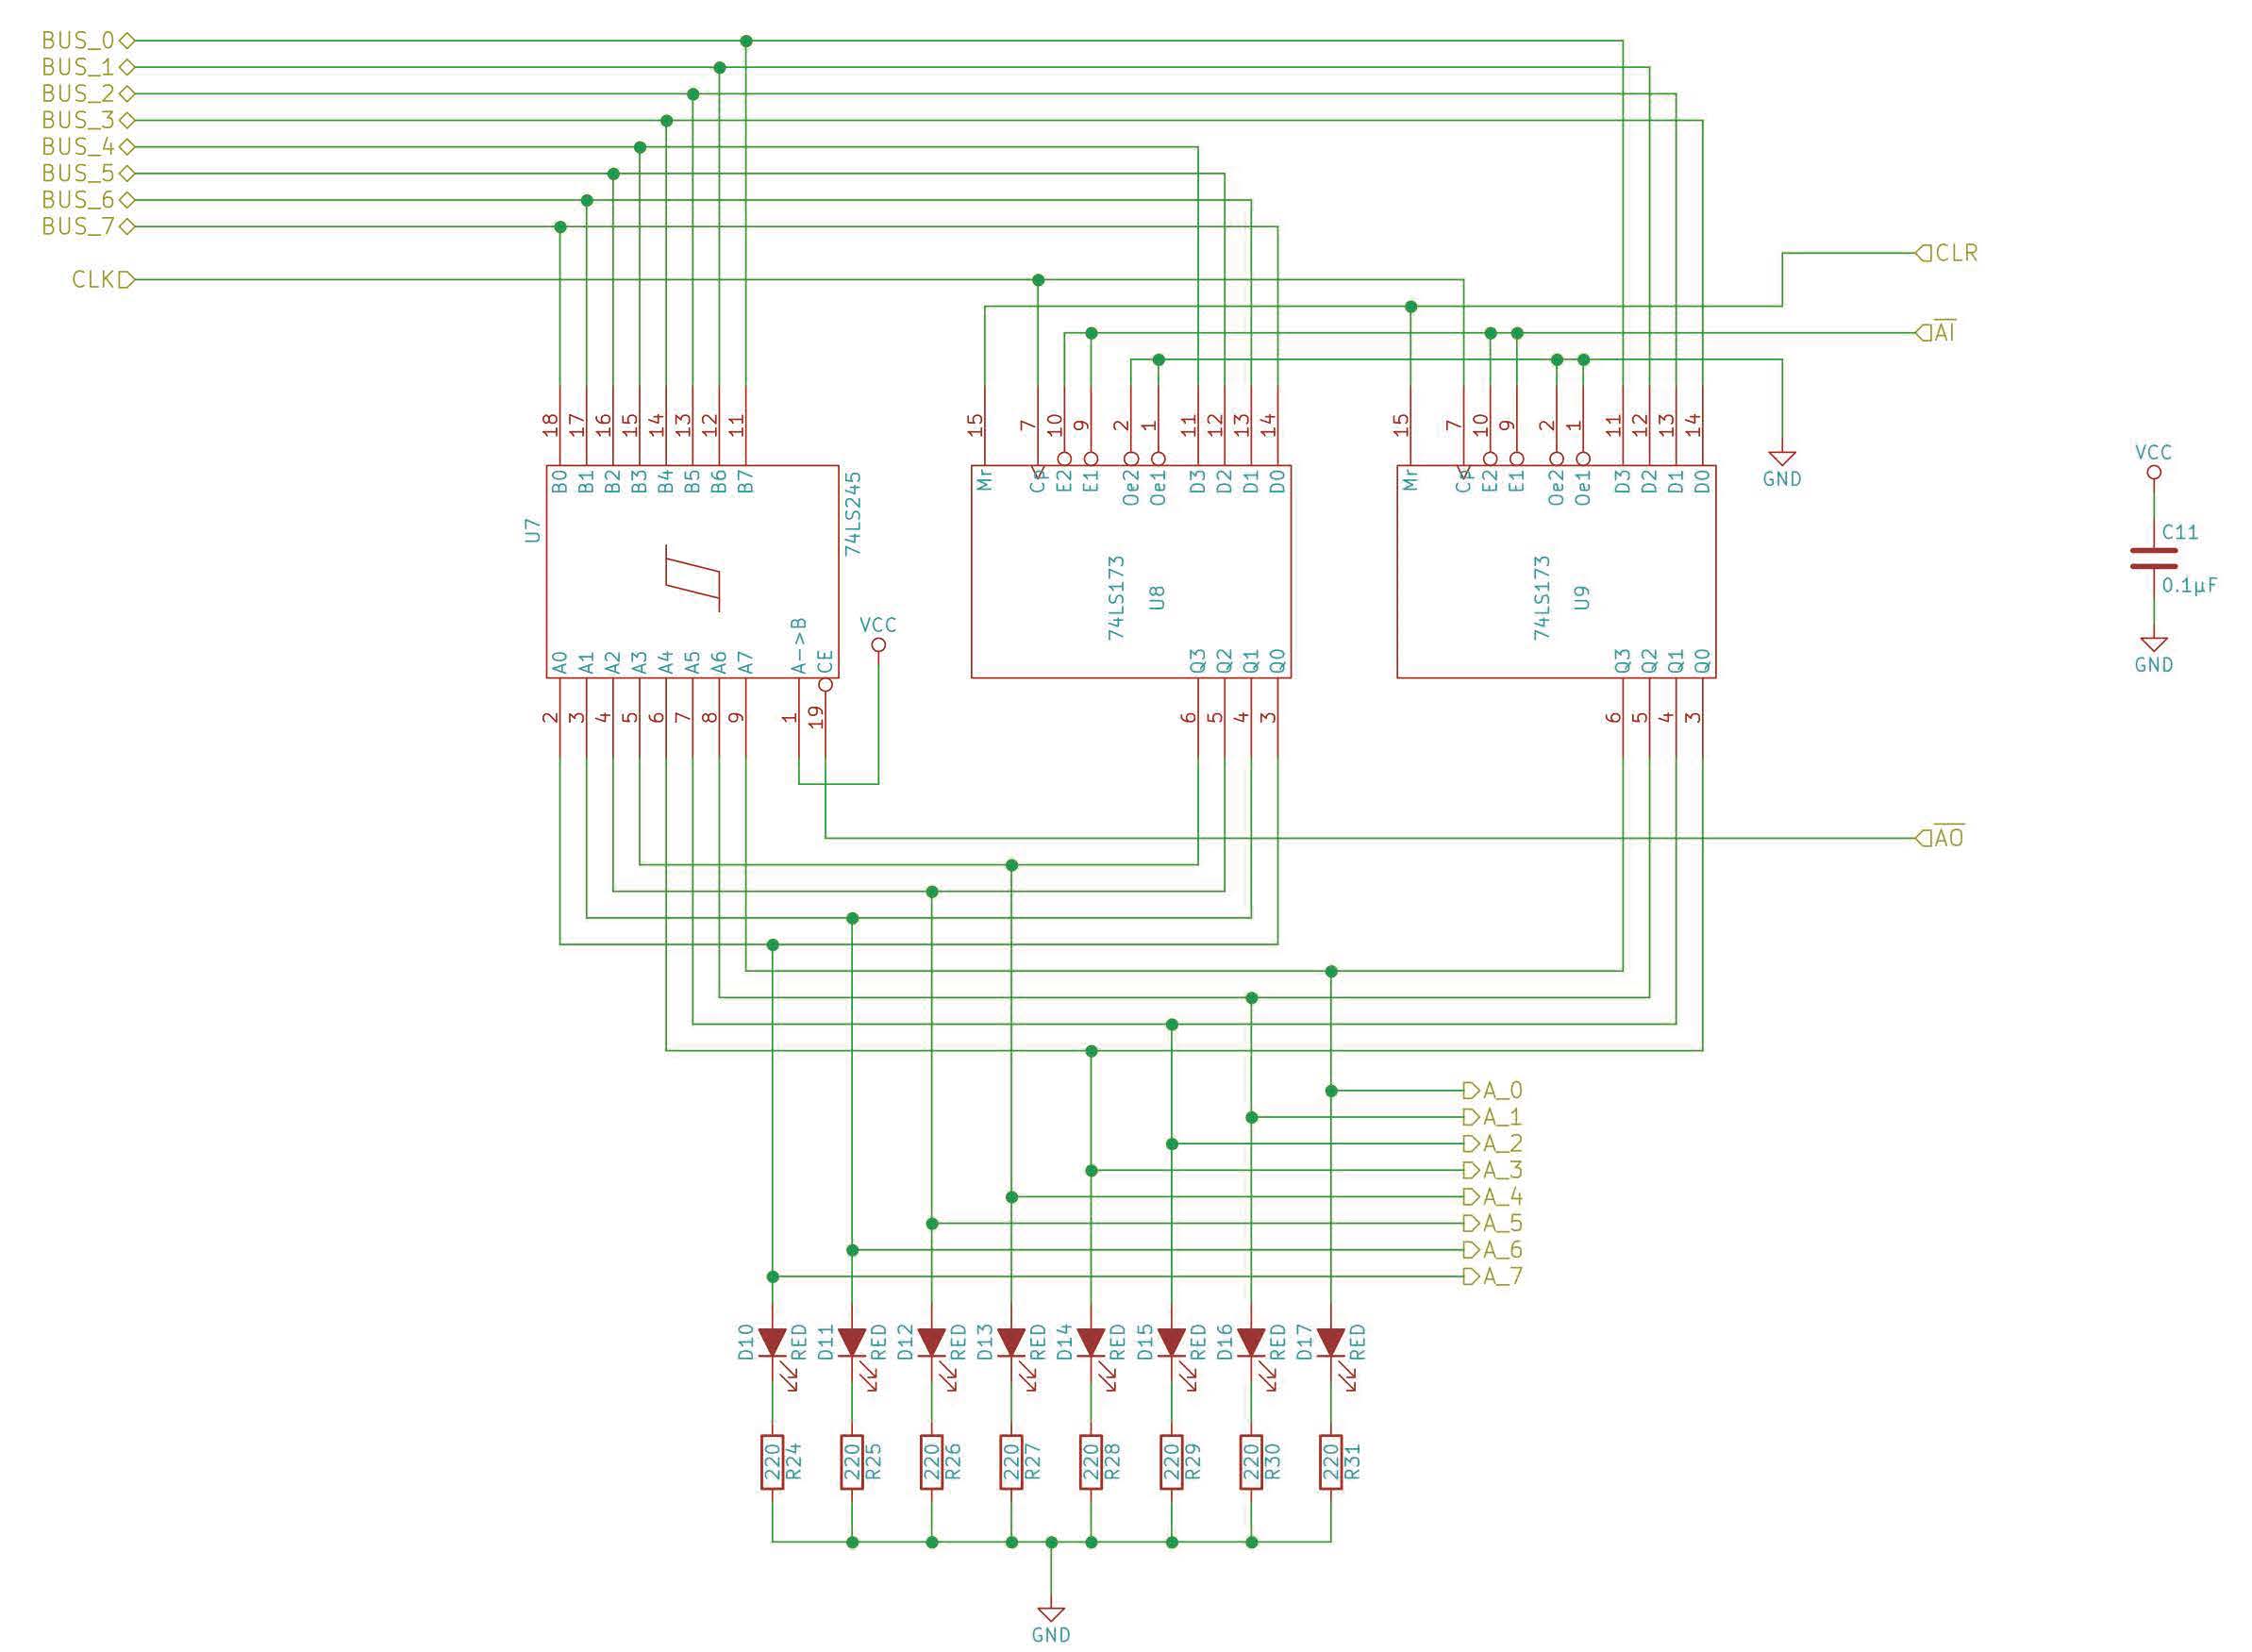 BUS_0
BUS_1
BUS_2
BUS_3
BUS_4
BUS_5
BUS_6
BUS_7
CLK
CLR
AI
18 17 16 15 14 13 12 11
B0 B1 B2 B3 B4 B5 B6 B7
U7
74LS245
A0 A1 A2 A3 A4 A5 A6 A7 A->B CE
2 3 4 5 6 7 8 9 1 19
VCC
15 7 10 9 2 1 11 12 13 14
Mr Cp E2 E1 Oe2 Oe1 D3 D2 D1 D0
74LS173
U8
Q3 Q2 Q1 Q0
6 5 4 3
15 7 10 9 2 1 11 12 13 14
Mr Cp E2 E1 Oe2 Oe1 D3 D2 D1 D0
74LS173
U9
Q3 Q2 Q1 Q0
6 5 4 3
GND
VCC
C11
0.1µF
GND
AO
A_0
A_1
A_2
A_3
A_4
A_5
A_6
A_7
D10 RED D11 RED D12 RED D13 RED D14 RED D15 RED D16 RED D17 RED
220 R24 220 R25 220 R26 220 R27 220 R28 220 R29 220 R30 220 R31
GND